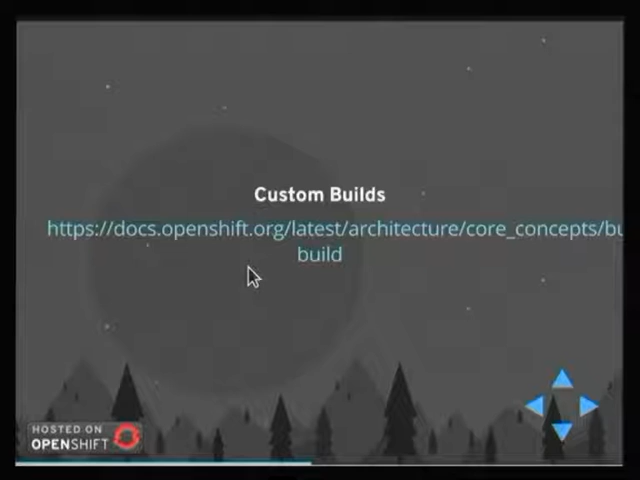 Custom Builds
https://docs.openshift.org/latest/architecture/core_concepts/bu
build
HOSTED ON
OPENSHIFT